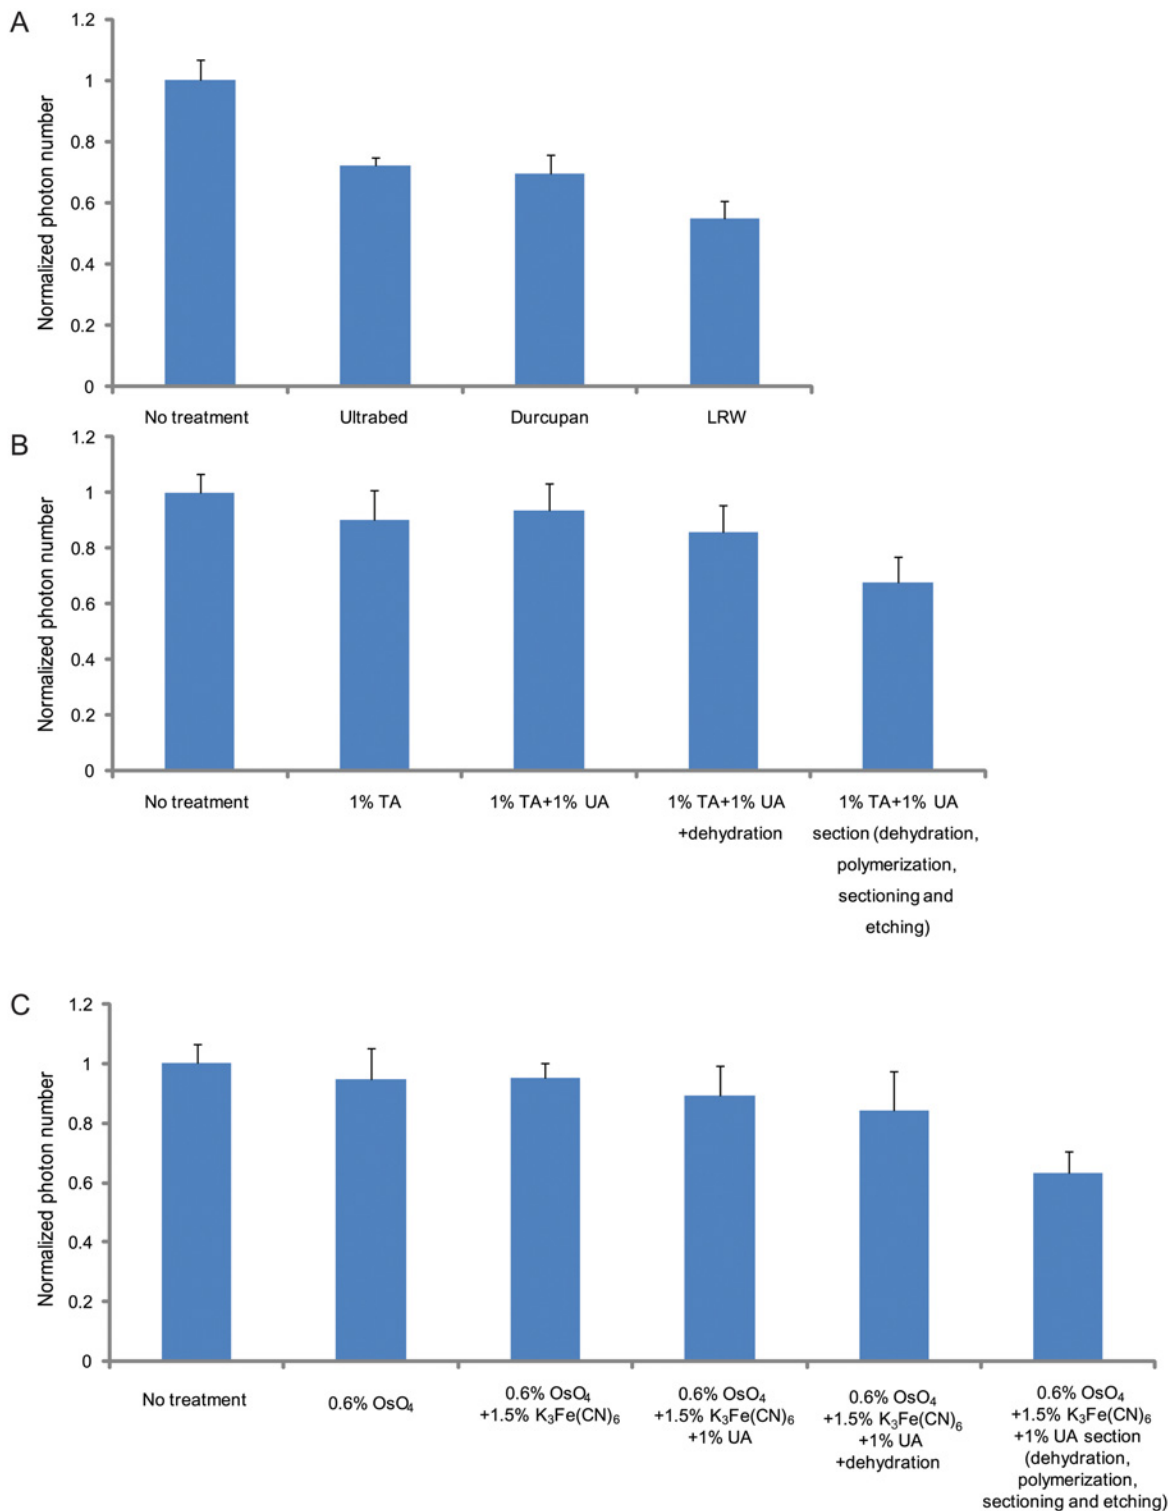 A
1.2
1
0.8
0.6
0.4
0.2
0
Normalized photon number
No treatment
Ultrabed
Durcupan
LRW
B
1.2
1
0.8
0.6
0.4
0.2
0
Normalized photon number
No treatment
1% TA
1% TA+1% UA
1% TA+1% UA
+dehydration
1% TA+1% UA
section (dehydration,
polymerization,
sectioning and
etching)
C
1.2
1
0.8
0.6
0.4
0.2
0
Normalized photon number
No treatment
0.6% OsO₄
0.6% OsO₄
+1.5% K₃Fe(CN)₆
0.6% OsO₄
+1.5% K₃Fe(CN)₆
+1% UA
0.6% OsO₄
+1.5% K₃Fe(CN)₆
+1% UA
+dehydration
0.6% OsO₄
+1.5% K₃Fe(CN)₆
+1% UA section
(dehydration,
polymerization,
sectioning and etching)